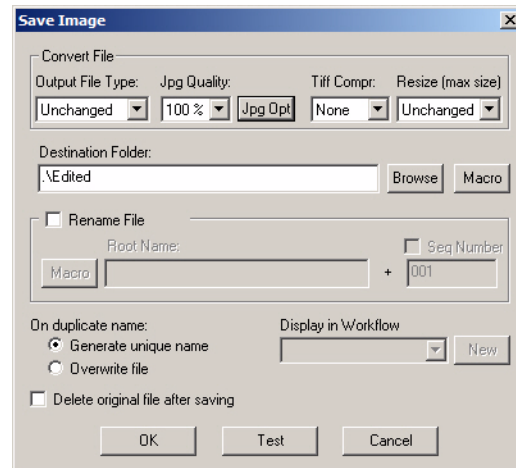 Save Image
Convert File
Output File Type: Jpg Quality: Tiff Compr: Resize (max size)
Unchanged 100 % Jpg Opt None Unchanged
Destination Folder:
.\Edited Browse Macro
Rename File
Root Name: Seq Number
Macro + 001
On duplicate name: Display in Workflow
Generate unique name New
Overwrite file
Delete original file after saving
OK Test Cancel